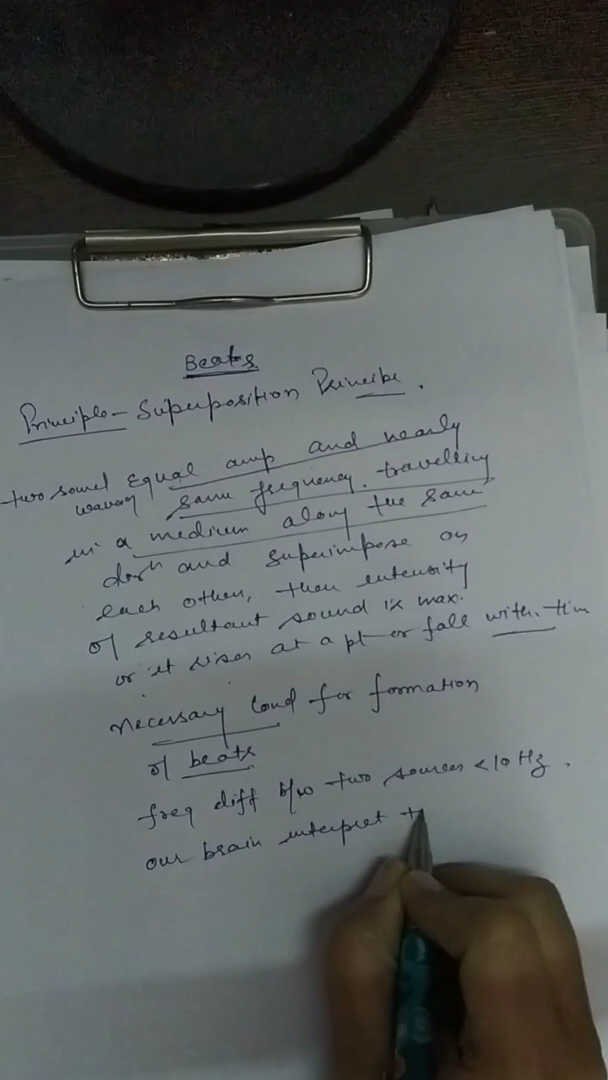 Beats
Principle- Superposition Principle.
two sound Equal amp and nearly
waves same frequency. travelling
in a medium along the same
dirⁿ and superimpose on
each other, then intensity
of resultant sound is max.
or it rises at a pt or fall with tim
necessary Cond for formation
of beats
freq diff b/w two sources <10 Hz.
our brain interpret t